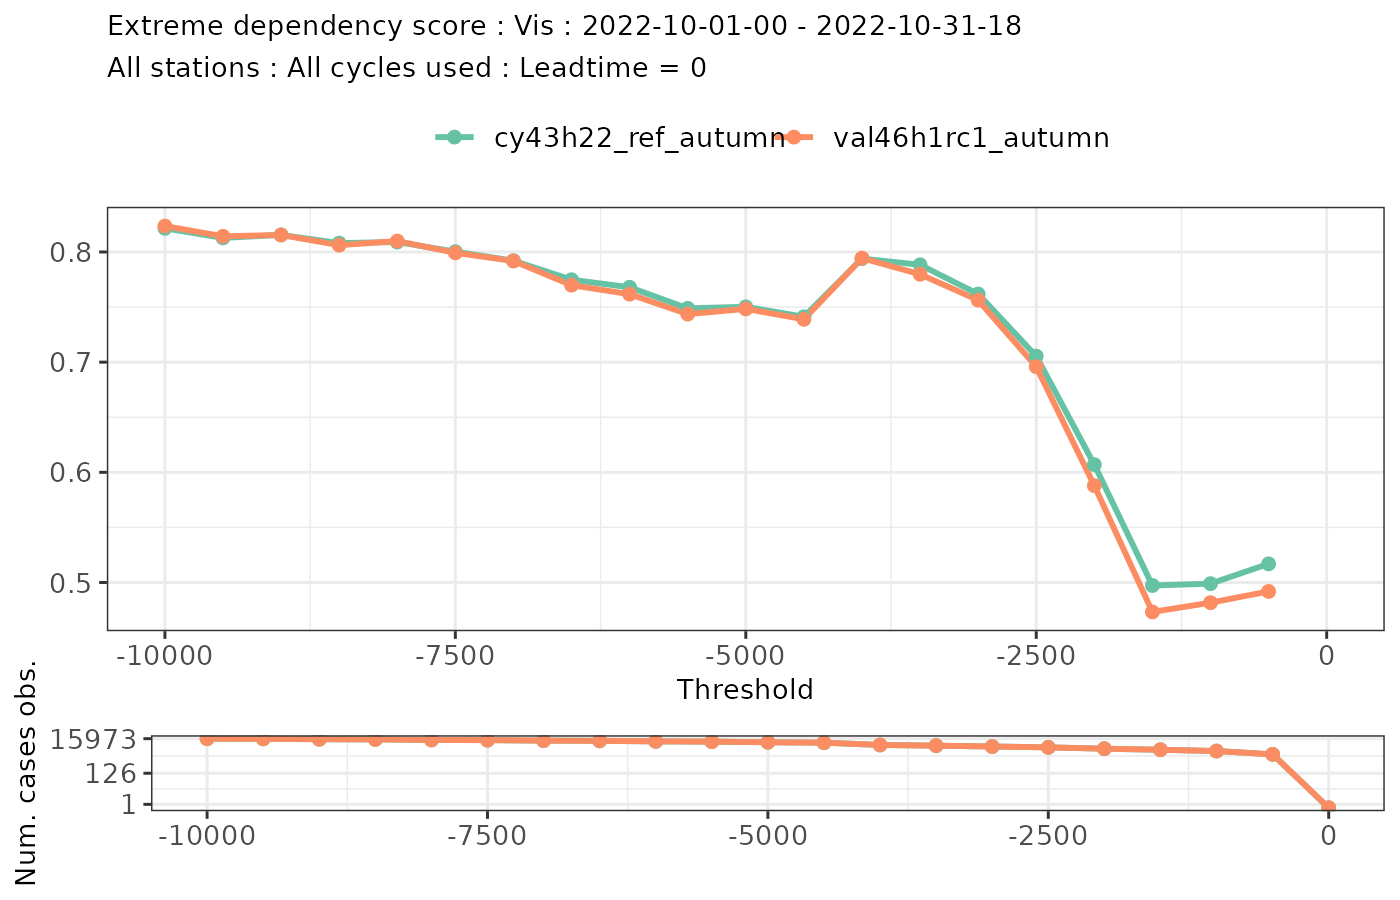 Extreme dependency score : Vis : 2022-10-01-00 - 2022-10-31-18
All stations : All cycles used : Leadtime = 0
cy43h22_ref_autumn val46h1rc1_autumn
0.8
0.7
0.6
0.5
-10000 -7500 -5000 -2500 0
Threshold
Num. cases obs.
15973
126
1
-10000 -7500 -5000 -2500 0